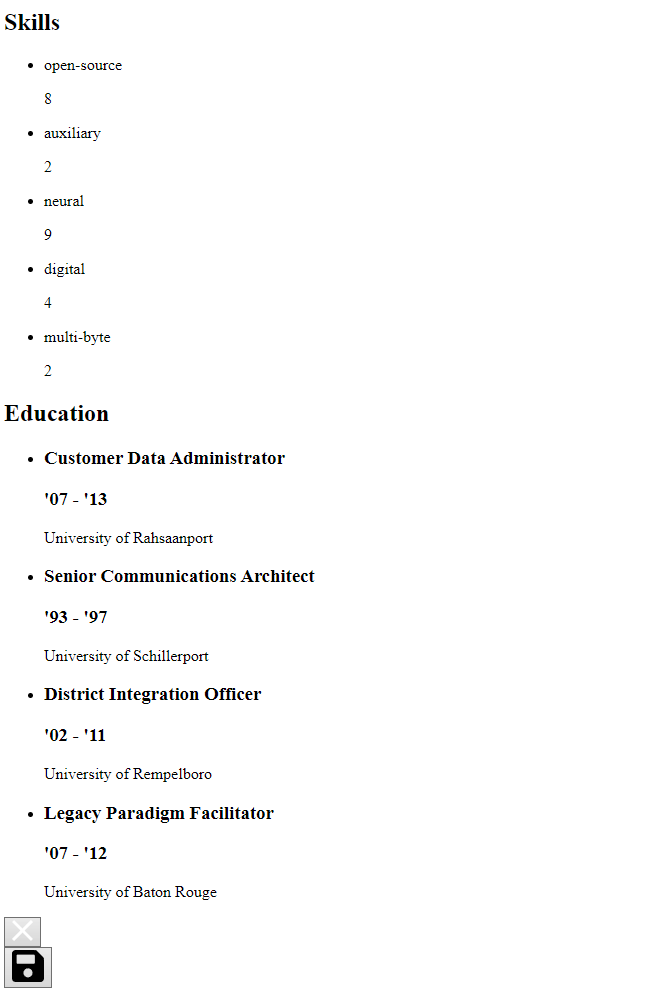 Skills
open-source
8
auxiliary
2
neural
9
digital
4
multi-byte
2
Education
Customer Data Administrator
'07 - '13
University of Rahsaanport
Senior Communications Architect
'93 - '97
University of Schillerport
District Integration Officer
'02 - '11
University of Rempelboro
Legacy Paradigm Facilitator
'07 - '12
University of Baton Rouge